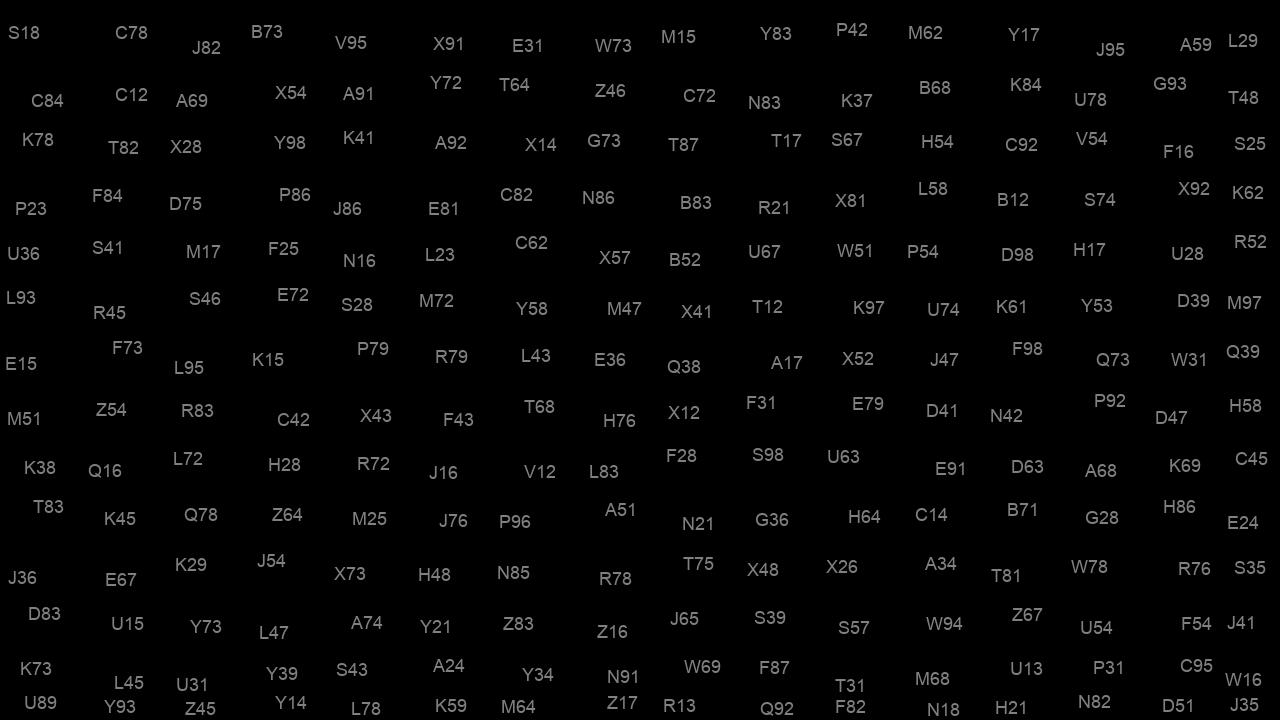 S18 C78 J82 B73 V95 X91 E31 W73 M15 Y83 P42 M62 Y17 J95 A59 L29
C84 C12 A69 X54 A91 Y72 T64 Z46 C72 N83 K37 B68 K84 U78 G93 T48
K78 T82 X28 Y98 K41 A92 X14 G73 T87 T17 S67 H54 C92 V54 F16 S25
P23 F84 D75 P86 J86 E81 C82 N86 B83 R21 X81 L58 B12 S74 X92 K62
U36 S41 M17 F25 N16 L23 C62 X57 B52 U67 W51 P54 D98 H17 U28 R52
L93 R45 S46 E72 S28 M72 Y58 M47 X41 T12 K97 U74 K61 Y53 D39 M97
E15 F73 L95 K15 P79 R79 L43 E36 Q38 A17 X52 J47 F98 Q73 W31 Q39
M51 Z54 R83 C42 X43 F43 T68 H76 X12 F31 E79 D41 N42 P92 D47 H58
K38 Q16 L72 H28 R72 J16 V12 L83 F28 S98 U63 E91 D63 A68 K69 C45
T83 K45 Q78 Z64 M25 J76 P96 A51 N21 G36 H64 C14 B71 G28 H86 E24
J36 E67 K29 J54 X73 H48 N85 R78 T75 X48 X26 A34 T81 W78 R76 S35
D83 U15 Y73 L47 A74 Y21 Z83 Z16 J65 S39 S57 W94 Z67 U54 F54 J41
K73 L45 U31 Y39 S43 A24 Y34 N91 W69 F87 T31 M68 U13 P31 C95 W16
U89 Y93 Z45 Y14 L78 K59 M64 Z17 R13 Q92 F82 N18 H21 N82 D51 J35